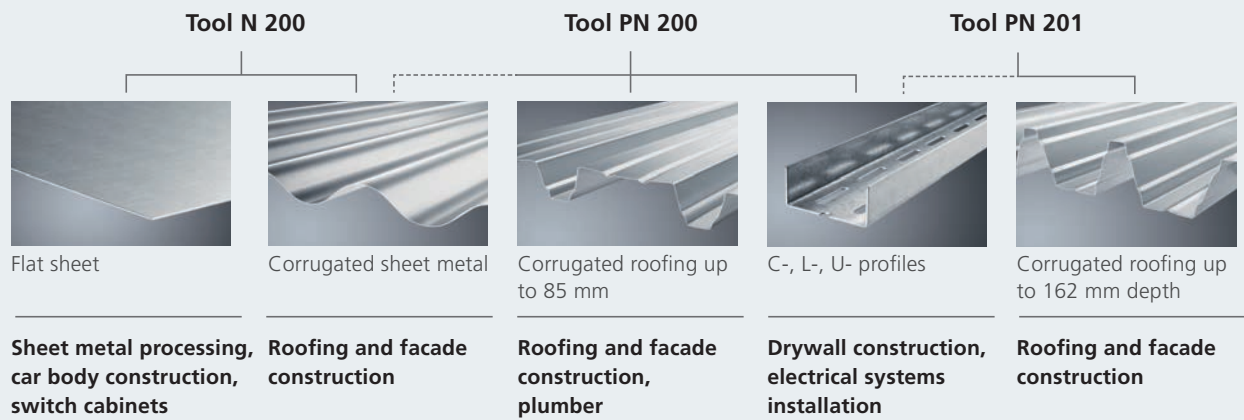 Tool N 200
Tool PN 200
Tool PN 201
Flat sheet
Corrugated sheet metal
Corrugated roofing up
to 85 mm
C-, L-, U- profiles
Corrugated roofing up
to 162 mm depth
Sheet metal processing,
car body construction,
switch cabinets
Roofing and facade
construction
Roofing and facade
construction,
plumber
Drywall construction,
electrical systems
installation
Roofing and facade
construction